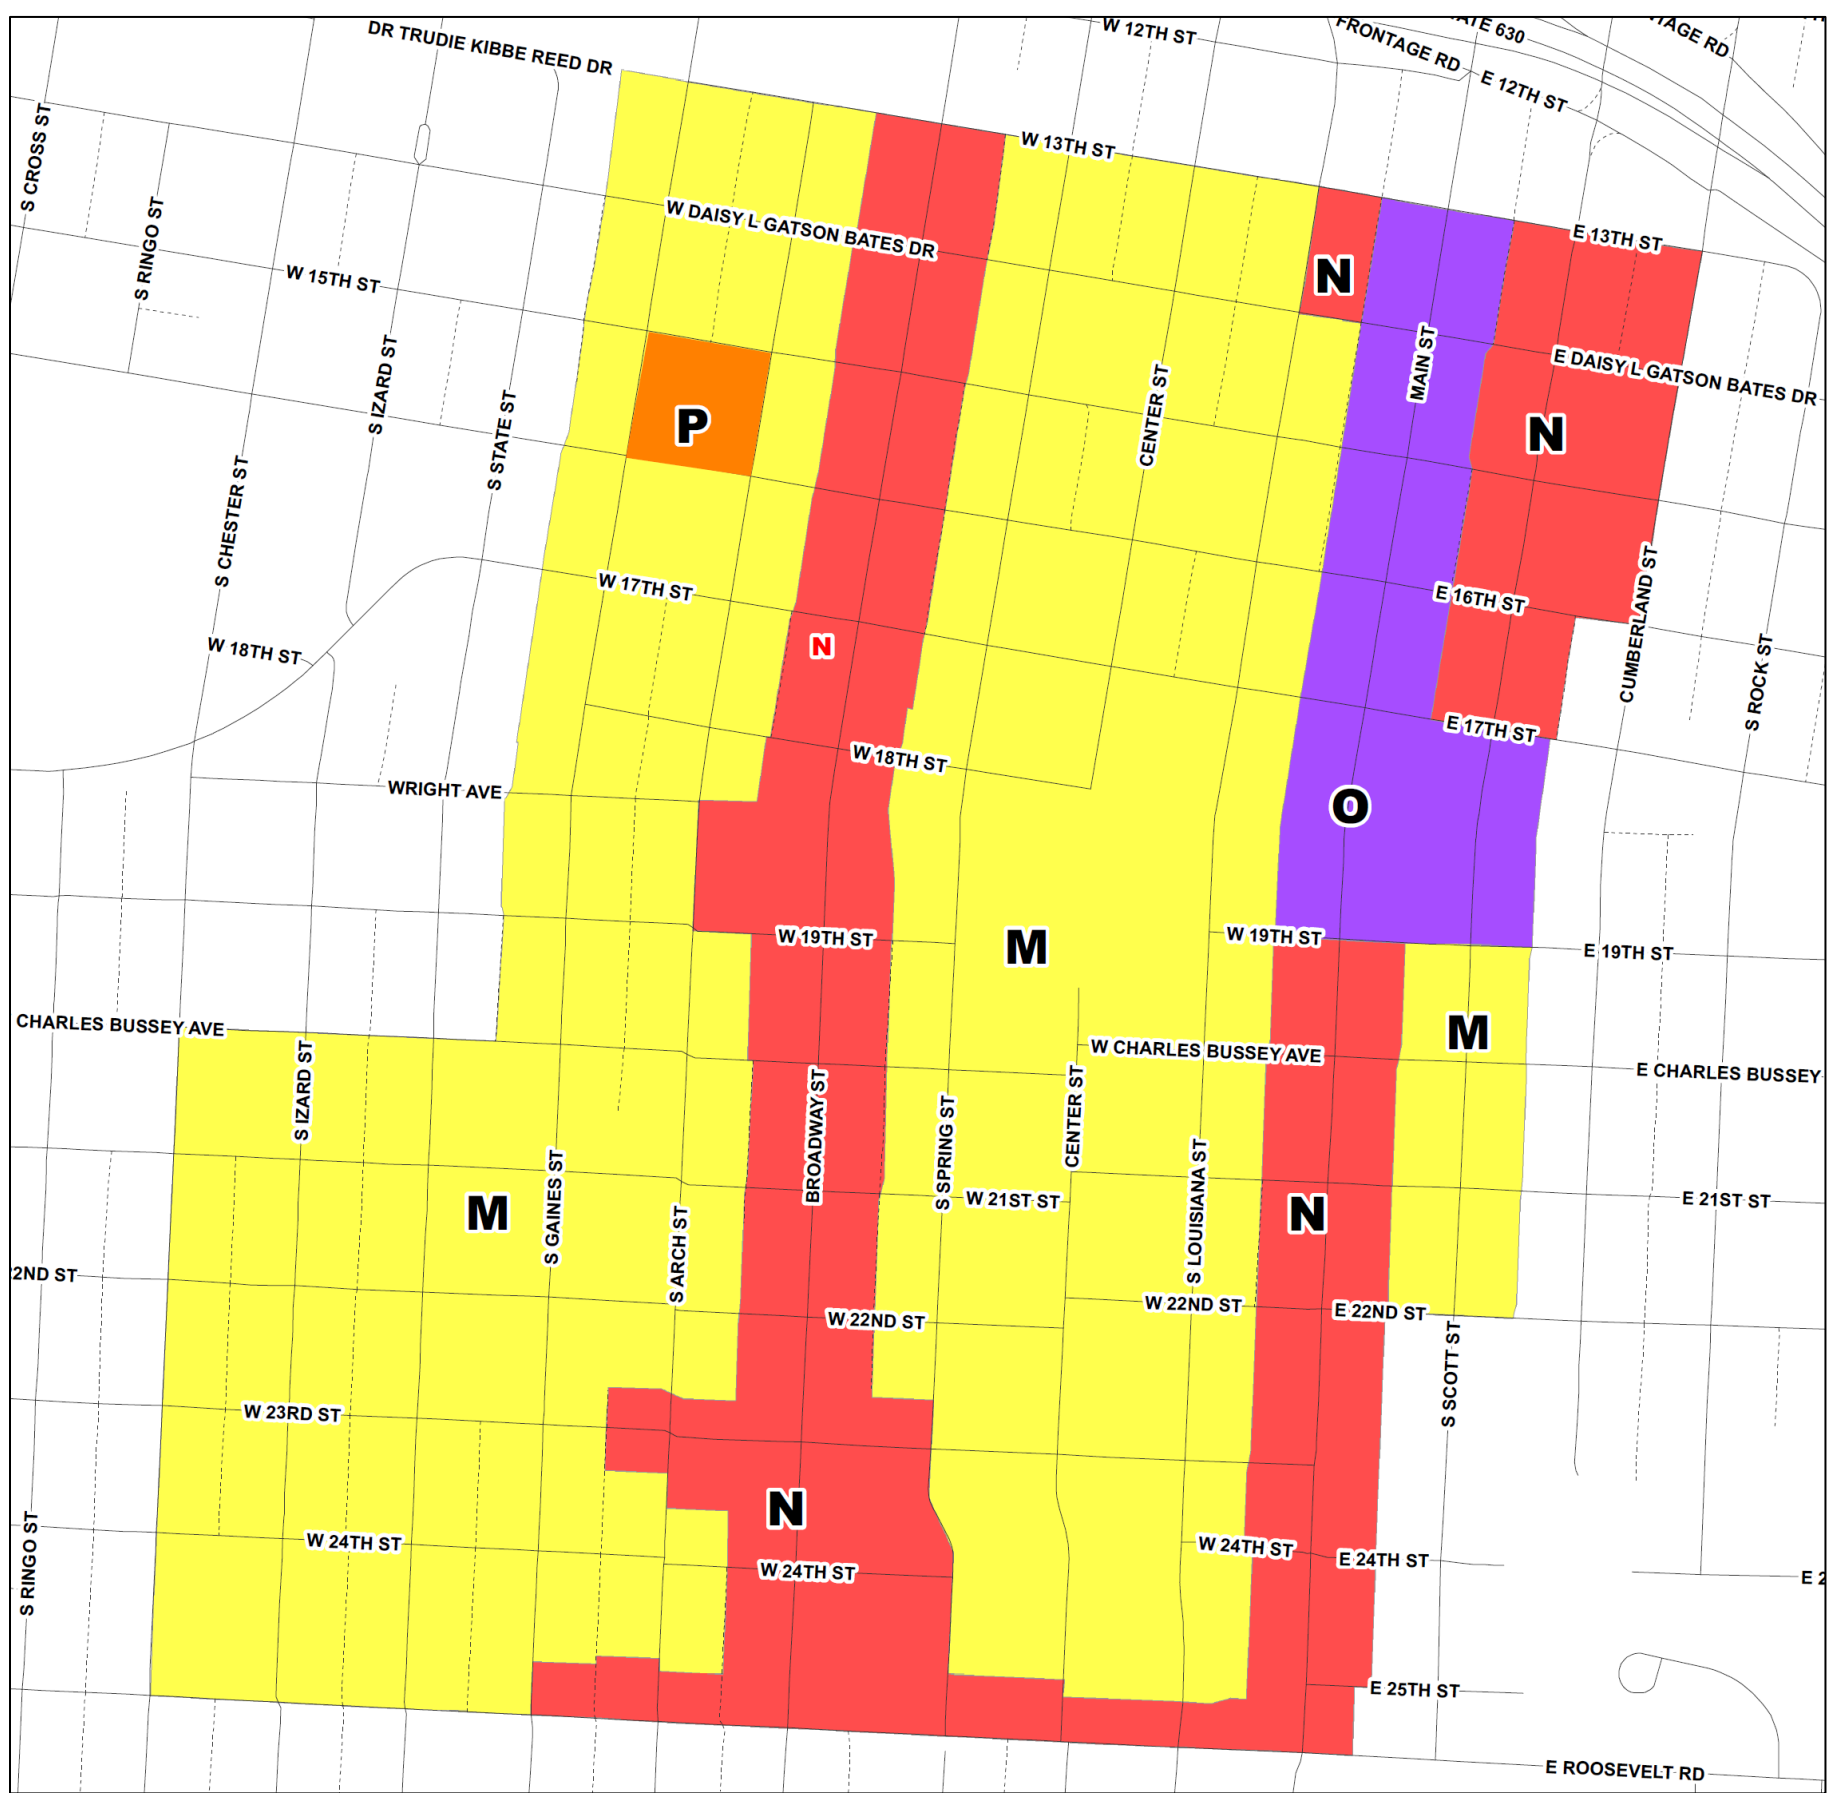 DR TRUDIE KIBBE REED DR
W 12TH ST
FRONTAGE RD
E 12TH ST
S CROSS ST
W 13TH ST
E 13TH ST
S RINGO ST
W DAISY L GATSON BATES DR
W 15TH ST
N
MAIN ST
E DAISY L GATSON BATES DR
S IZARD ST
S STATE ST
P
CENTER ST
N
S CHESTER ST
W 17TH ST
E 16TH ST
CUMBERLAND ST
W 18TH ST
N
S ROCK ST
E 17TH ST
W 18TH ST
WRIGHT AVE
O
W 19TH ST
M
W 19TH ST
E 19TH ST
CHARLES BUSSEY AVE
M
W CHARLES BUSSEY AVE
E CHARLES BUSSEY
S IZARD ST
BROADWAY ST
S SPRING ST
CENTER ST
S GAINES ST
S LOUISIANA ST
M
N
W 21ST ST
E 21ST ST
S ARCH ST
2ND ST
W 22ND ST
W 22ND ST
E 22ND ST
S SCOTT ST
W 23RD ST
N
S RINGO ST
W 24TH ST
W 24TH ST
W 24TH ST
E 24TH ST
E 25TH ST
E ROOSEVELT RD